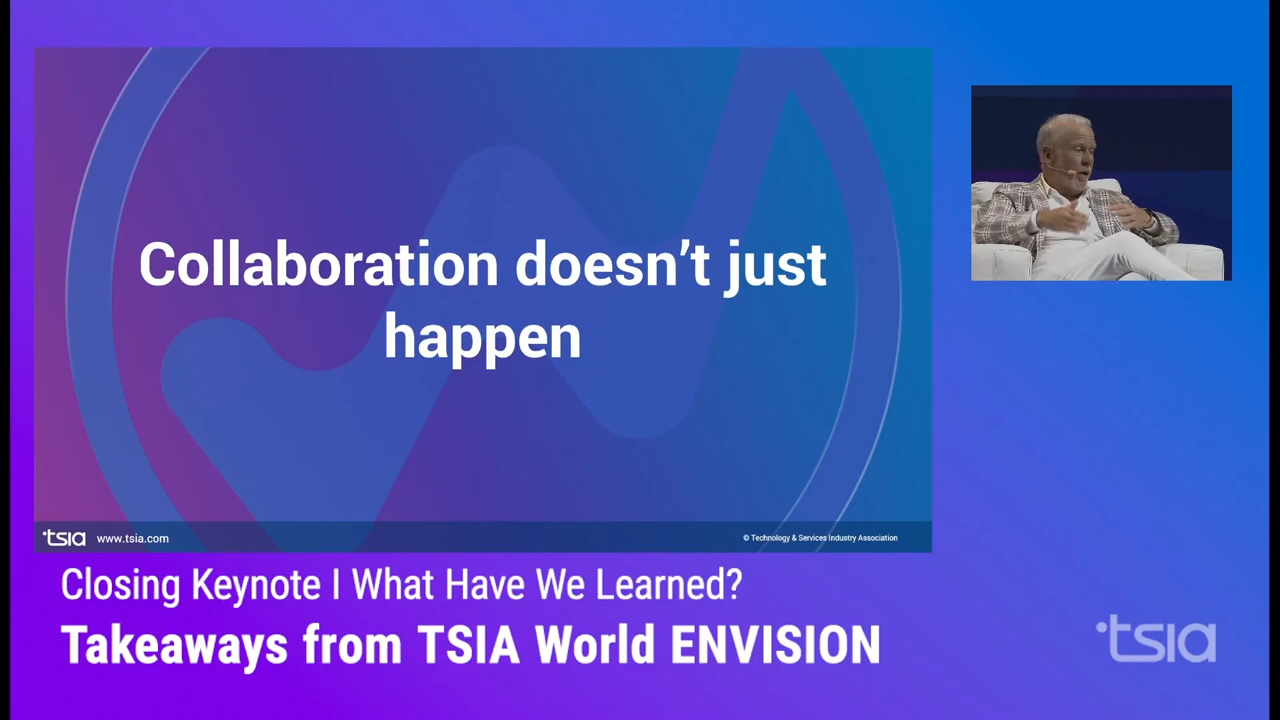 Collaboration doesn’t just
happen
tsia www.tsia.com
© Technology & Services Industry Association
Closing Keynote I What Have We Learned?
Takeaways from TSIA World ENVISION
tsia